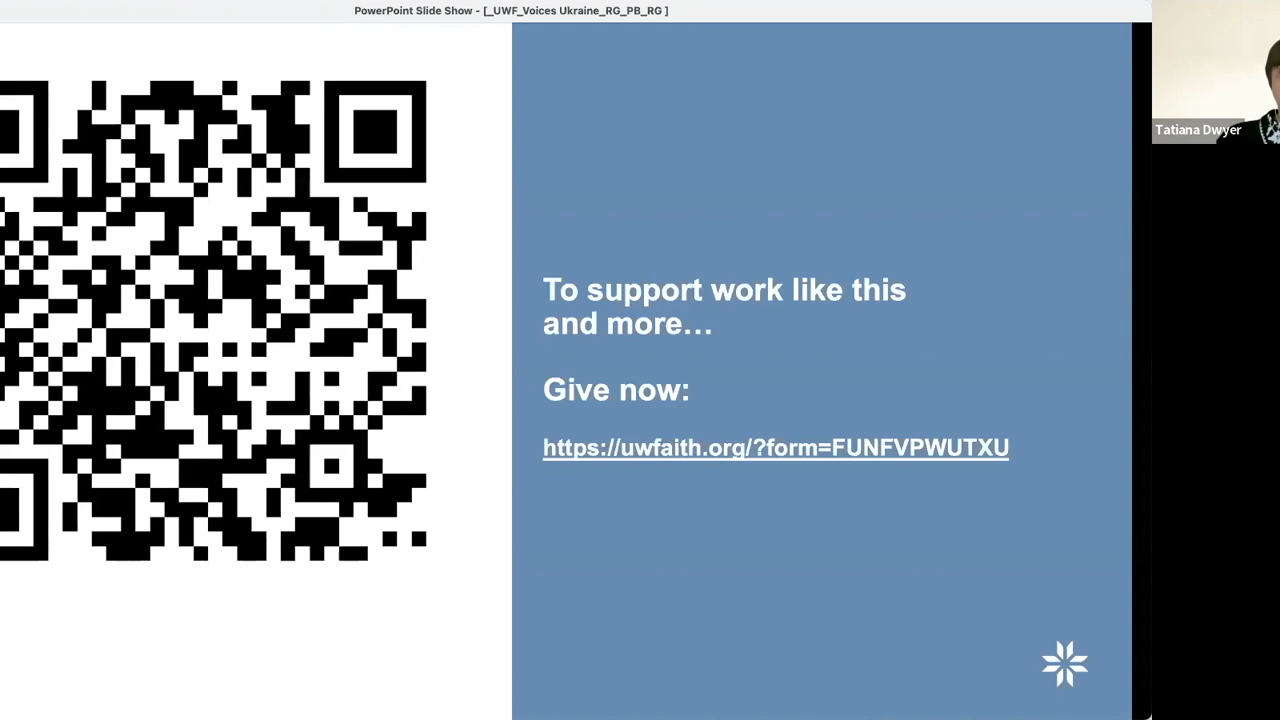 PowerPoint Slide Show - [_UWF_Voices Ukraine_RG_PB_RG ]
Tatiana Dwyer
To support work like this
and more…
Give now:
https://uwfaith.org/?form=FUNFVPWUTXU